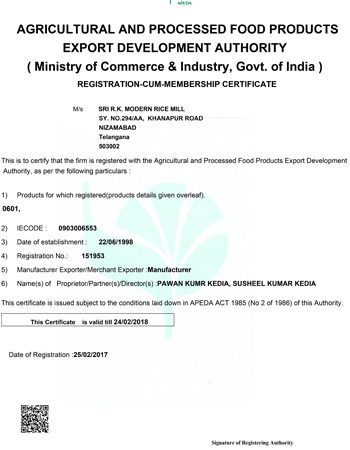 APEDA
AGRICULTURAL AND PROCESSED FOOD PRODUCTS
EXPORT DEVELOPMENT AUTHORITY
( Ministry of Commerce & Industry, Govt. of India )
REGISTRATION-CUM-MEMBERSHIP CERTIFICATE
M/s SRI R.K. MODERN RICE MILL
SY. NO.294/AA, KHANAPUR ROAD
NIZAMABAD
Telangana
503002
This is to certify that the firm is registered with the Agricultural and Processed Food Products Export Development
Authority, as per the following particulars :
1) Products for which registered(products details given overleaf).
0601,
2) IECODE : 0903006553
3) Date of establishment : 22/06/1998
4) Registration No.: 151953
5) Manufacturer Exporter/Merchant Exporter :Manufacturer
6) Name(s) of Proprietor/Partner(s)/Director(s) :PAWAN KUMR KEDIA, SUSHEEL KUMAR KEDIA
This certificate is issued subject to the conditions laid down in APEDA ACT 1985 (No 2 of 1986) of this Authority.
This Certificate is valid till 24/02/2018
Date of Registration :25/02/2017
Signature of Registering Authority